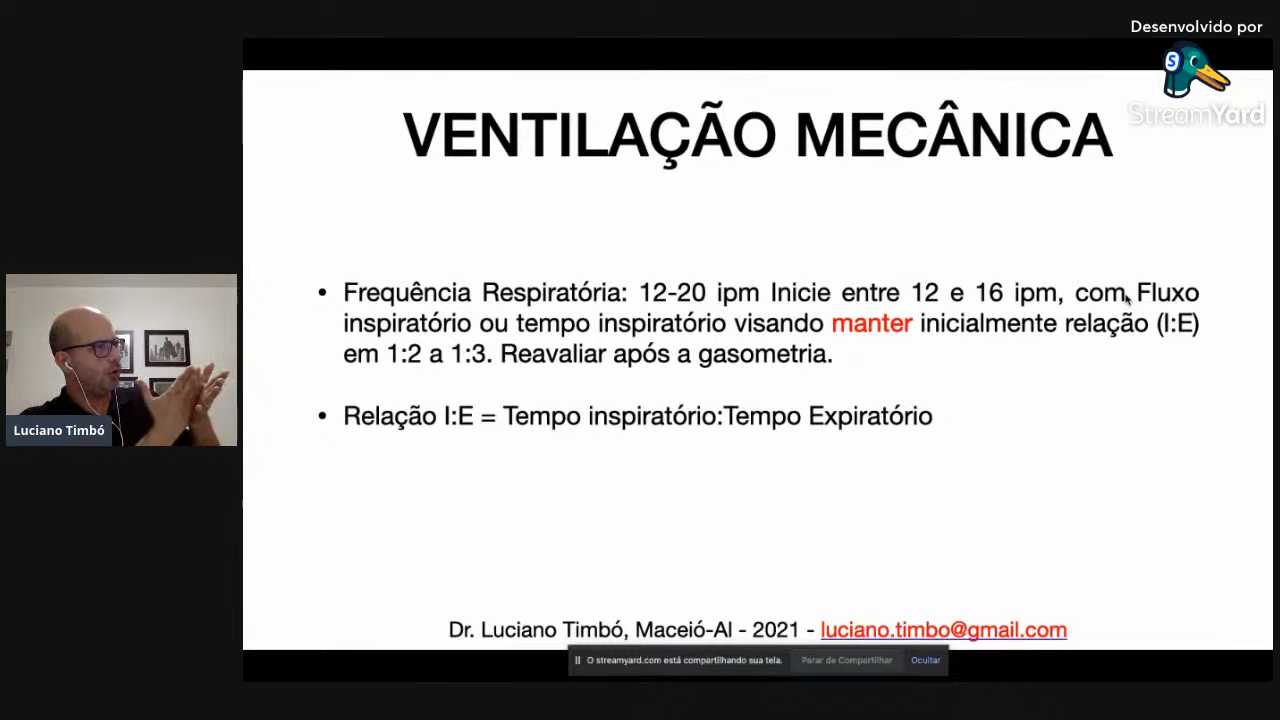 Desenvolvido por
StreamYard
VENTILAÇÃO MECÂNICA
• Frequência Respiratória: 12-20 ipm Inicie entre 12 e 16 ipm, com Fluxo
inspiratório ou tempo inspiratório visando manter inicialmente relação (I:E)
em 1:2 a 1:3. Reavaliar após a gasometria.
• Relação I:E = Tempo inspiratório:Tempo Expiratório
Luciano Timbó
Dr. Luciano Timbó, Maceió-Al - 2021 - luciano.timbo@gmail.com
O streamyard.com está compartilhando sua tela. Parar de Compartilhar Ocultar